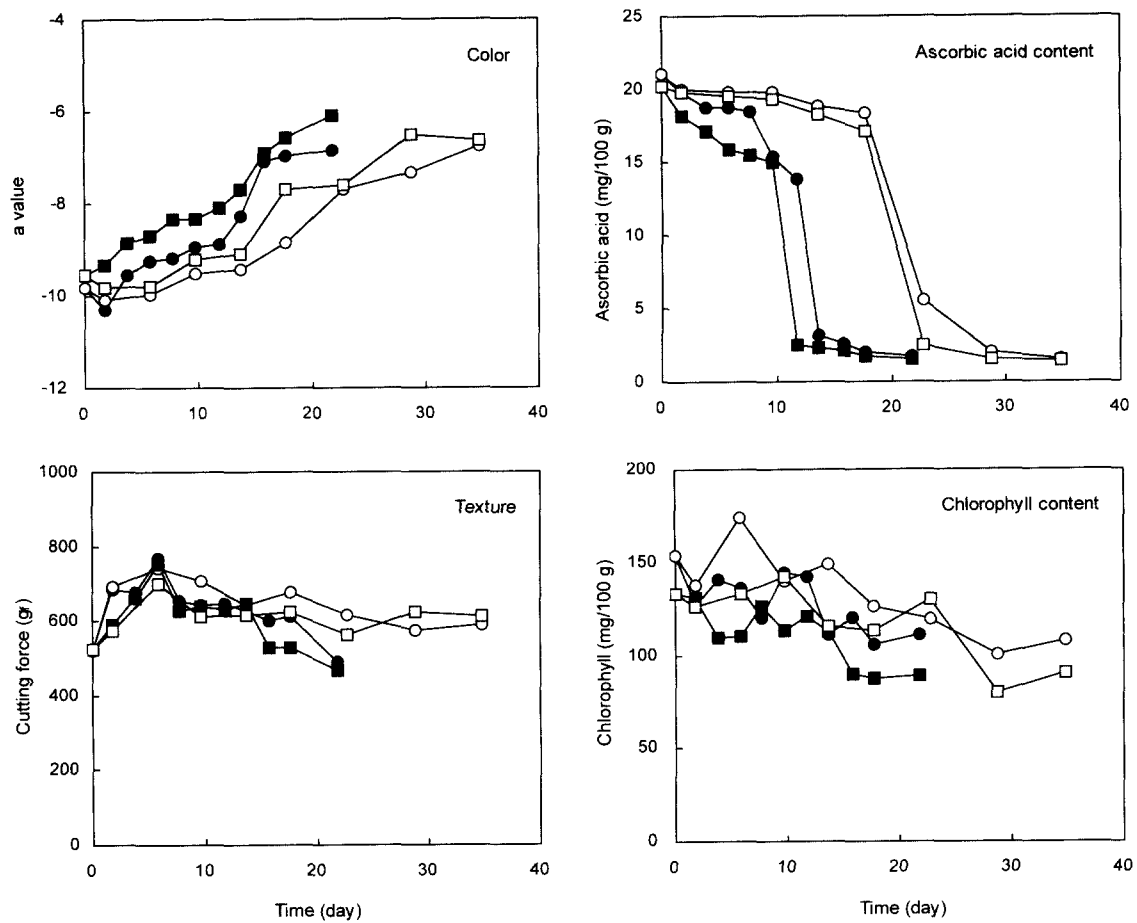 -4
-6
-8
-10
-12
a value
Color
0 10 20 30 40
25
20
15
10
5
0
Ascorbic acid (mg/100 g)
Ascorbic acid content
0 10 20 30 40
1000
800
600
400
200
0
Cutting force (gr)
Texture
0 10 20 30 40
Time (day)
200
150
100
50
0
Chlorophyll (mg/100 g)
Chlorophyll content
0 10 20 30 40
Time (day)